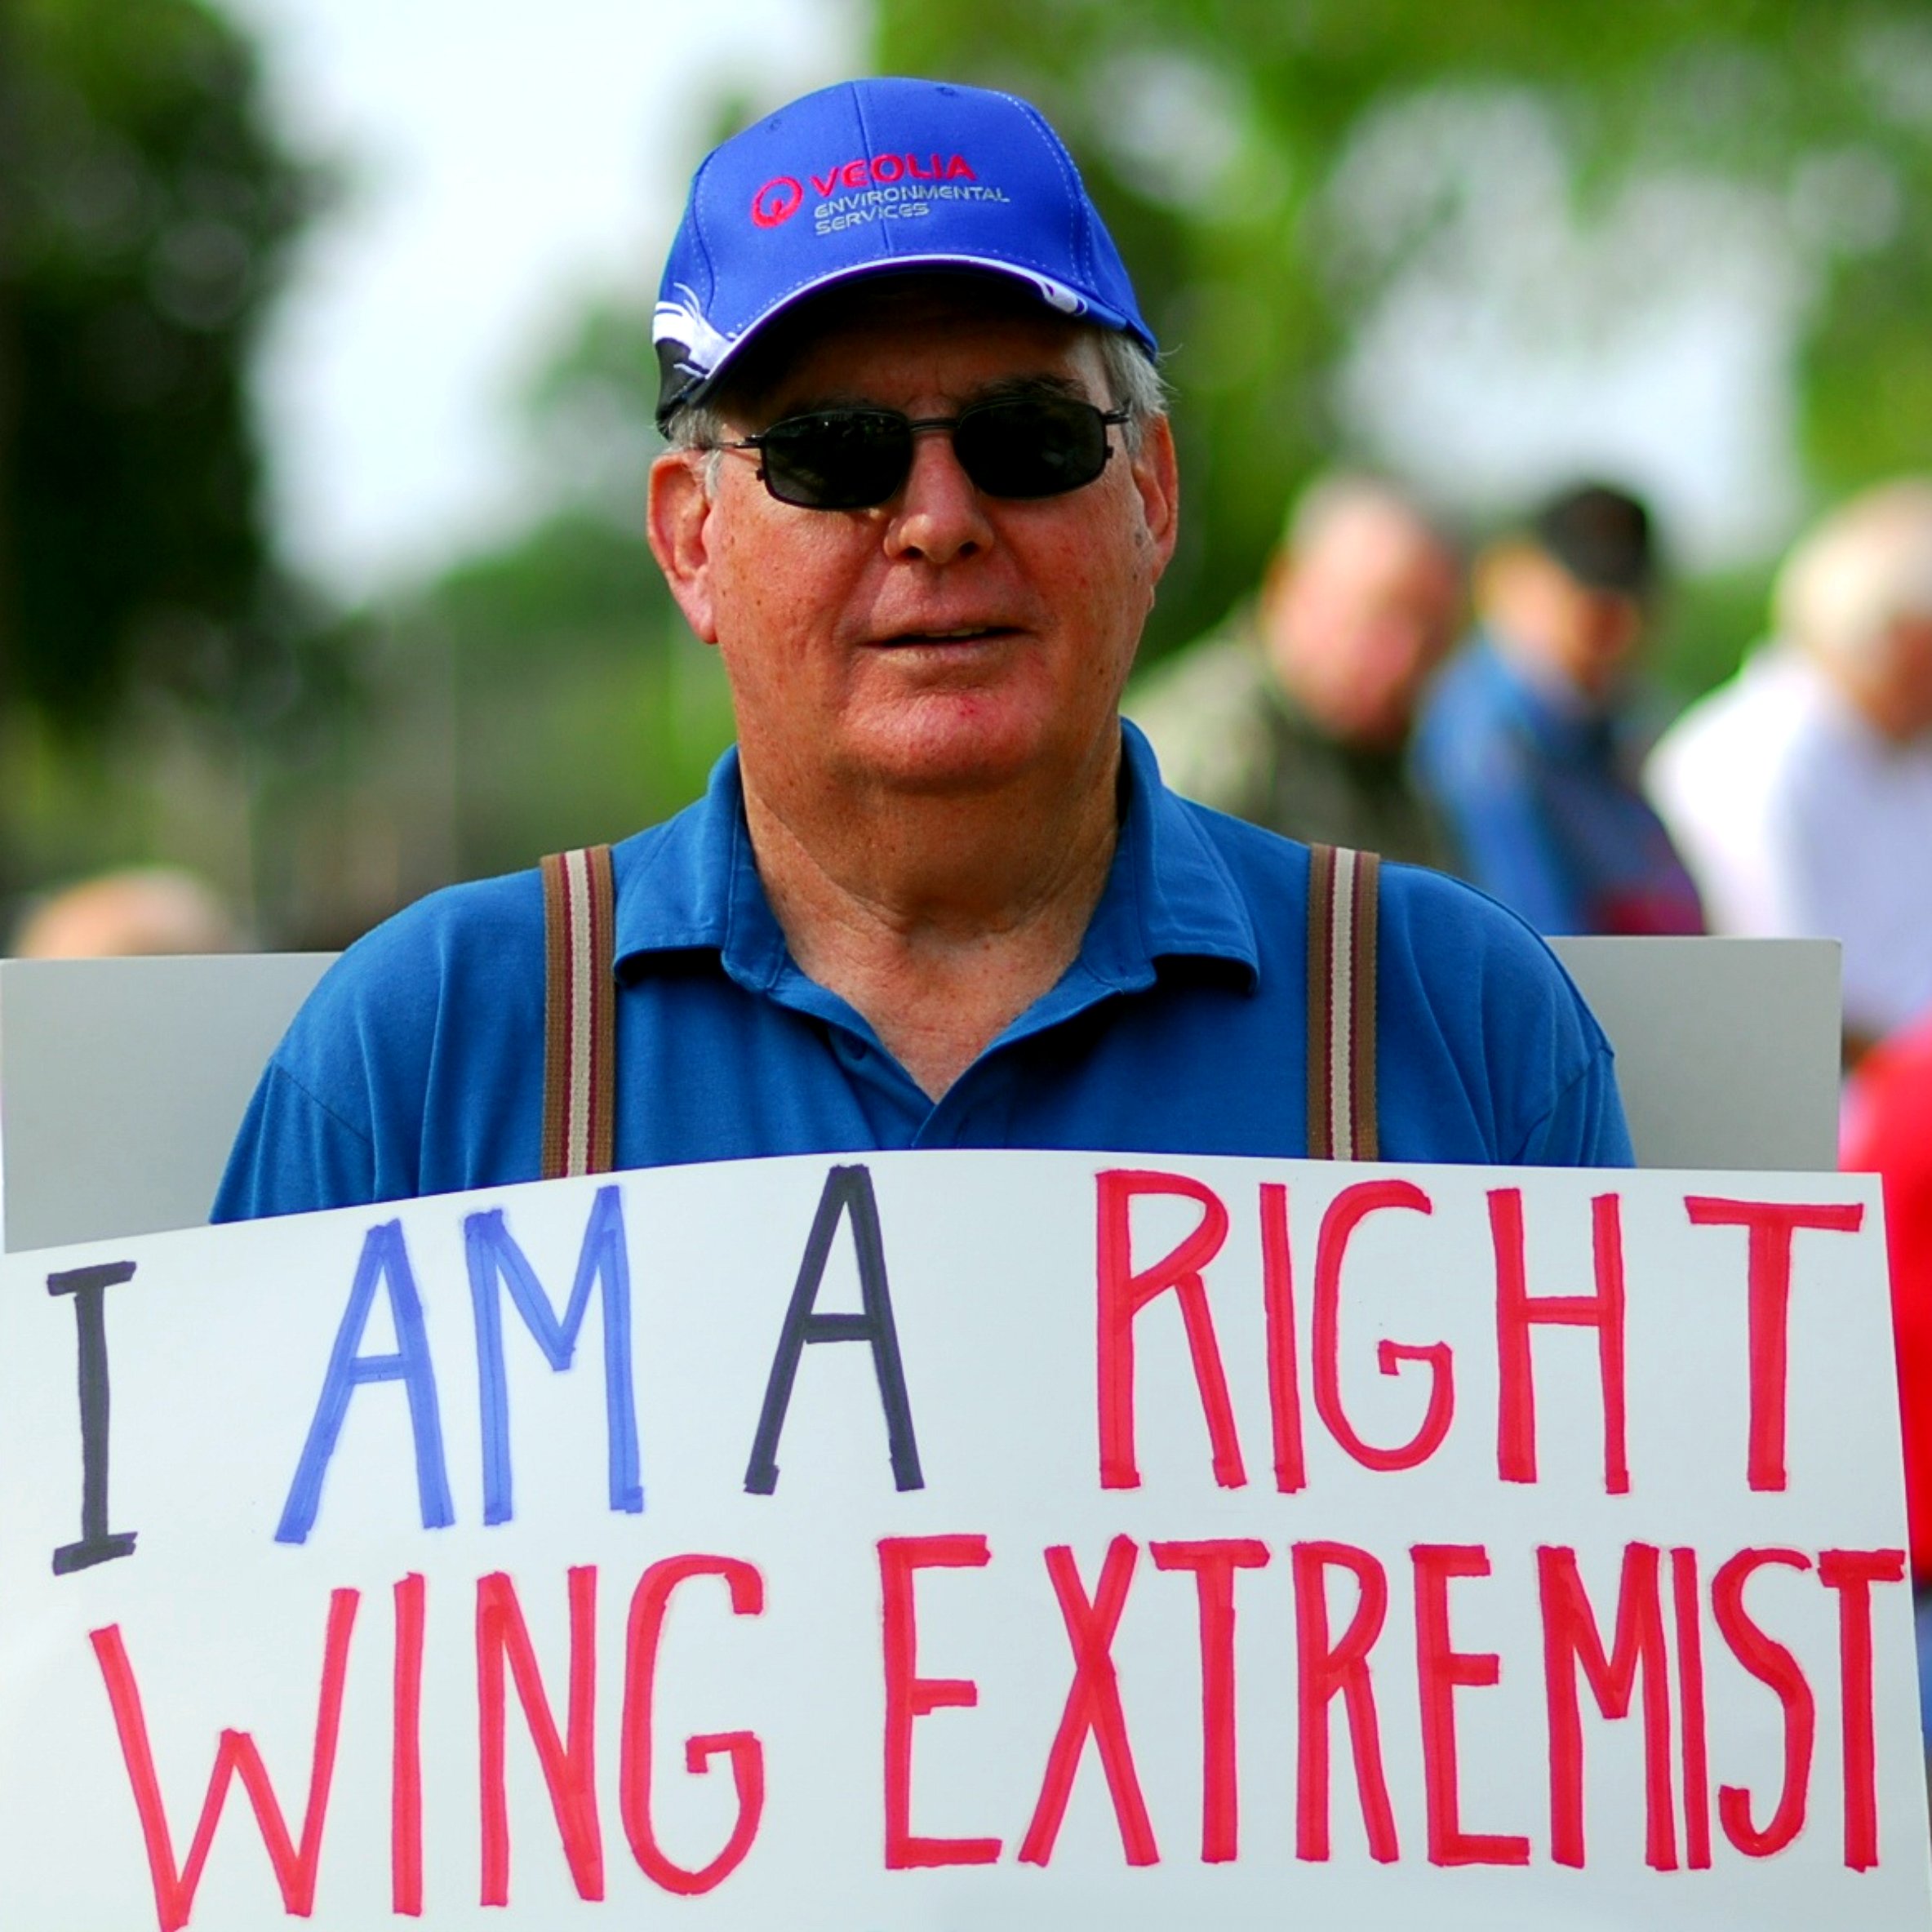 VEOLIA
ENVIRONMENTAL
SERVICES
I AM A RIGHT
WING EXTREMIST